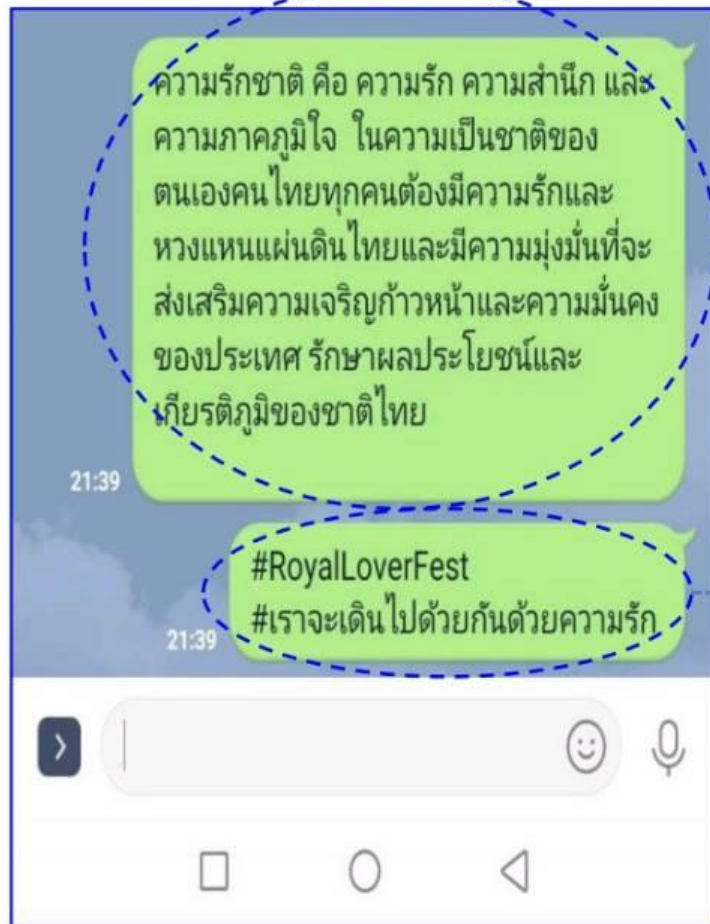 ความรักชาติ คือ ความรัก ความสำนึก และ
ความภาคภูมิใจ ในความเป็นชาติของ
ตนเองคนไทยทุกคนต้องมีความรักและ
หวงแหนแผ่นดินไทยและมีความมุ่งมั่นที่จะ
ส่งเสริมความเจริญก้าวหน้าและความมั่นคง
ของประเทศ รักษาผลประโยชน์และ
เกียรติภูมิของชาติไทย
21:39
#RoyalLoverFest
#เราจะเดินไปด้วยกันด้วยความรัก
21:39